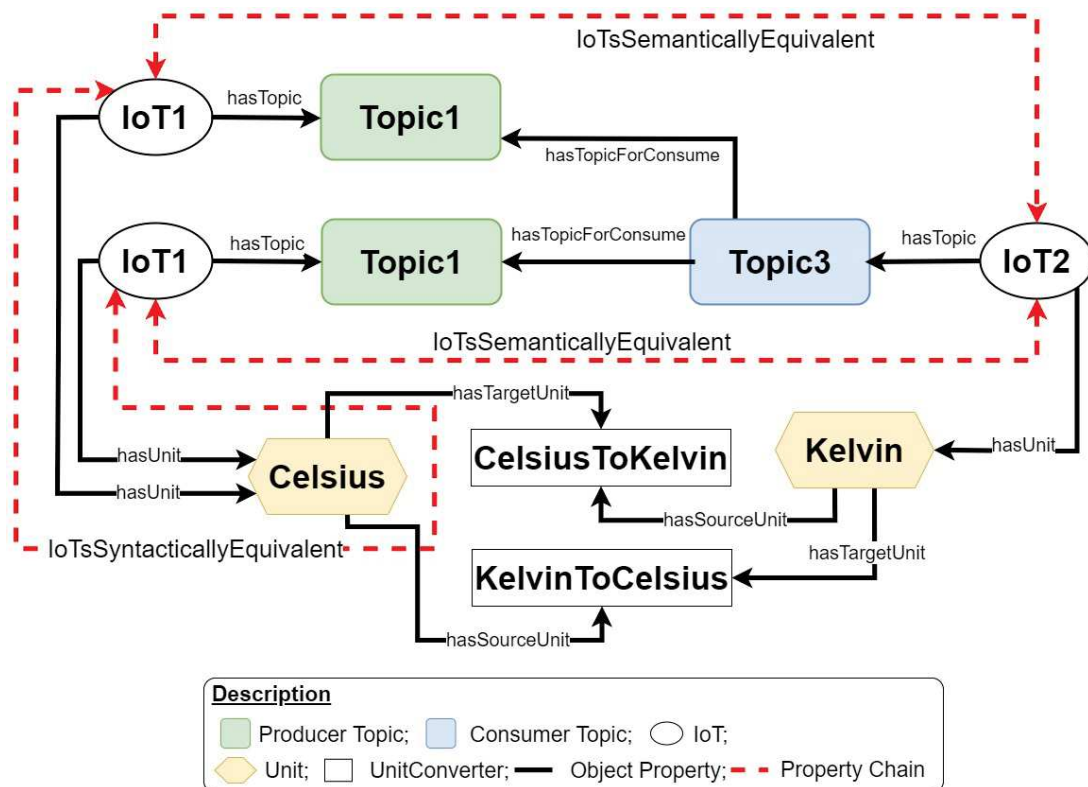 IoTsSemanticallyEquivalent
IoT1
hasTopic
Topic1
hasTopicForConsume
IoT1
hasTopic
Topic1
hasTopicForConsume
Topic3
hasTopic
IoT2
IoTsSemanticallyEquivalent
hasTargetUnit
hasUnit
Celsius
hasUnit
CelsiusToKelvin
Kelvin
hasUnit
hasSourceUnit
IoTsSyntacticallyEquivalent
hasTargetUnit
KelvinToCelsius
hasSourceUnit
Description
Producer Topic; Consumer Topic; IoT;
Unit; UnitConverter; Object Property; Property Chain